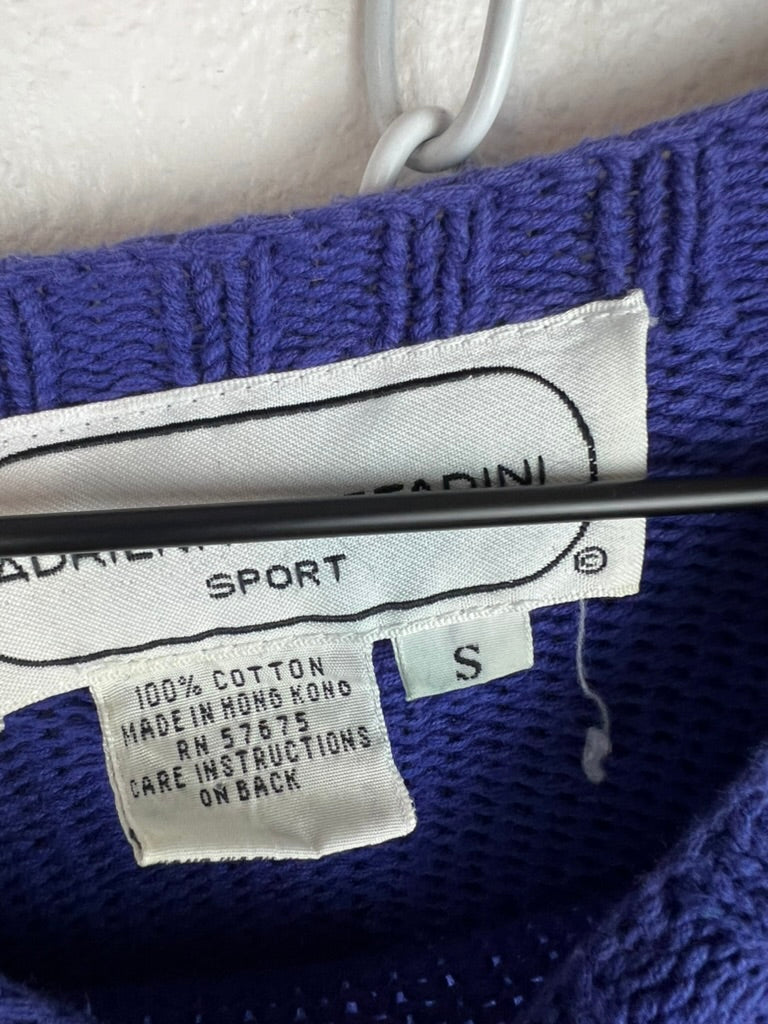 SPORT
©
S
100% COTTON
MADE IN HONG KONG
RN 57675
CARE INSTRUCTIONS
ON BACK